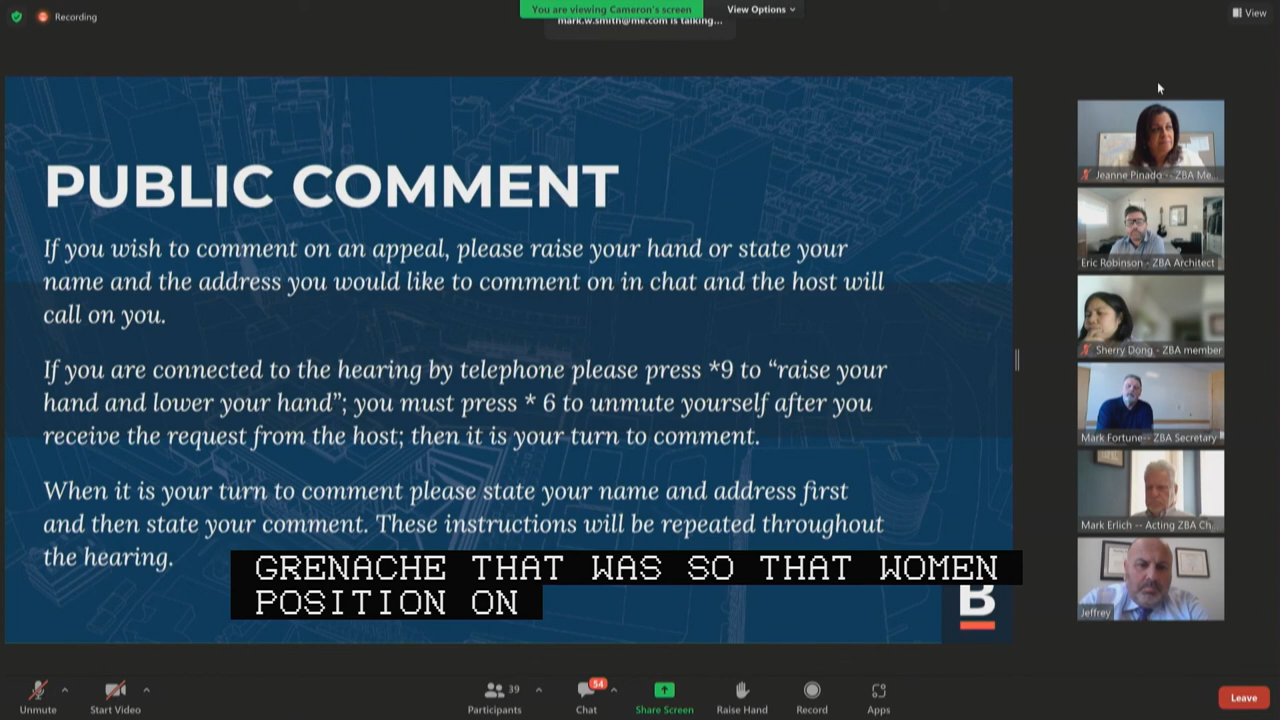 Recording
You are viewing Cameron's screen
View Options
mark.w.smith@me.com is talking...
View
PUBLIC COMMENT
If you wish to comment on an appeal, please raise your hand or state your
name and the address you would like to comment on in chat and the host will
call on you.
If you are connected to the hearing by telephone please press *9 to “raise your
hand and lower your hand”; you must press * 6 to unmute yourself after you
receive the request from the host; then it is your turn to comment.
When it is your turn to comment please state your name and address first
and then state your comment. These instructions will be repeated throughout
the hearing.
GRENACHE THAT WAS SO THAT WOMEN
POSITION ON
B
Jeanne Pinado -- ZBA Me...
Eric Robinson - ZBA Architect
Sherry Dong - ZBA member
Mark Fortune-- ZBA Secretary
Mark Erlich -- Acting ZBA Ch...
Jeffrey
Unmute
Start Video
39
Participants
54
Chat
Share Screen
Raise Hand
Record
Apps
Leave